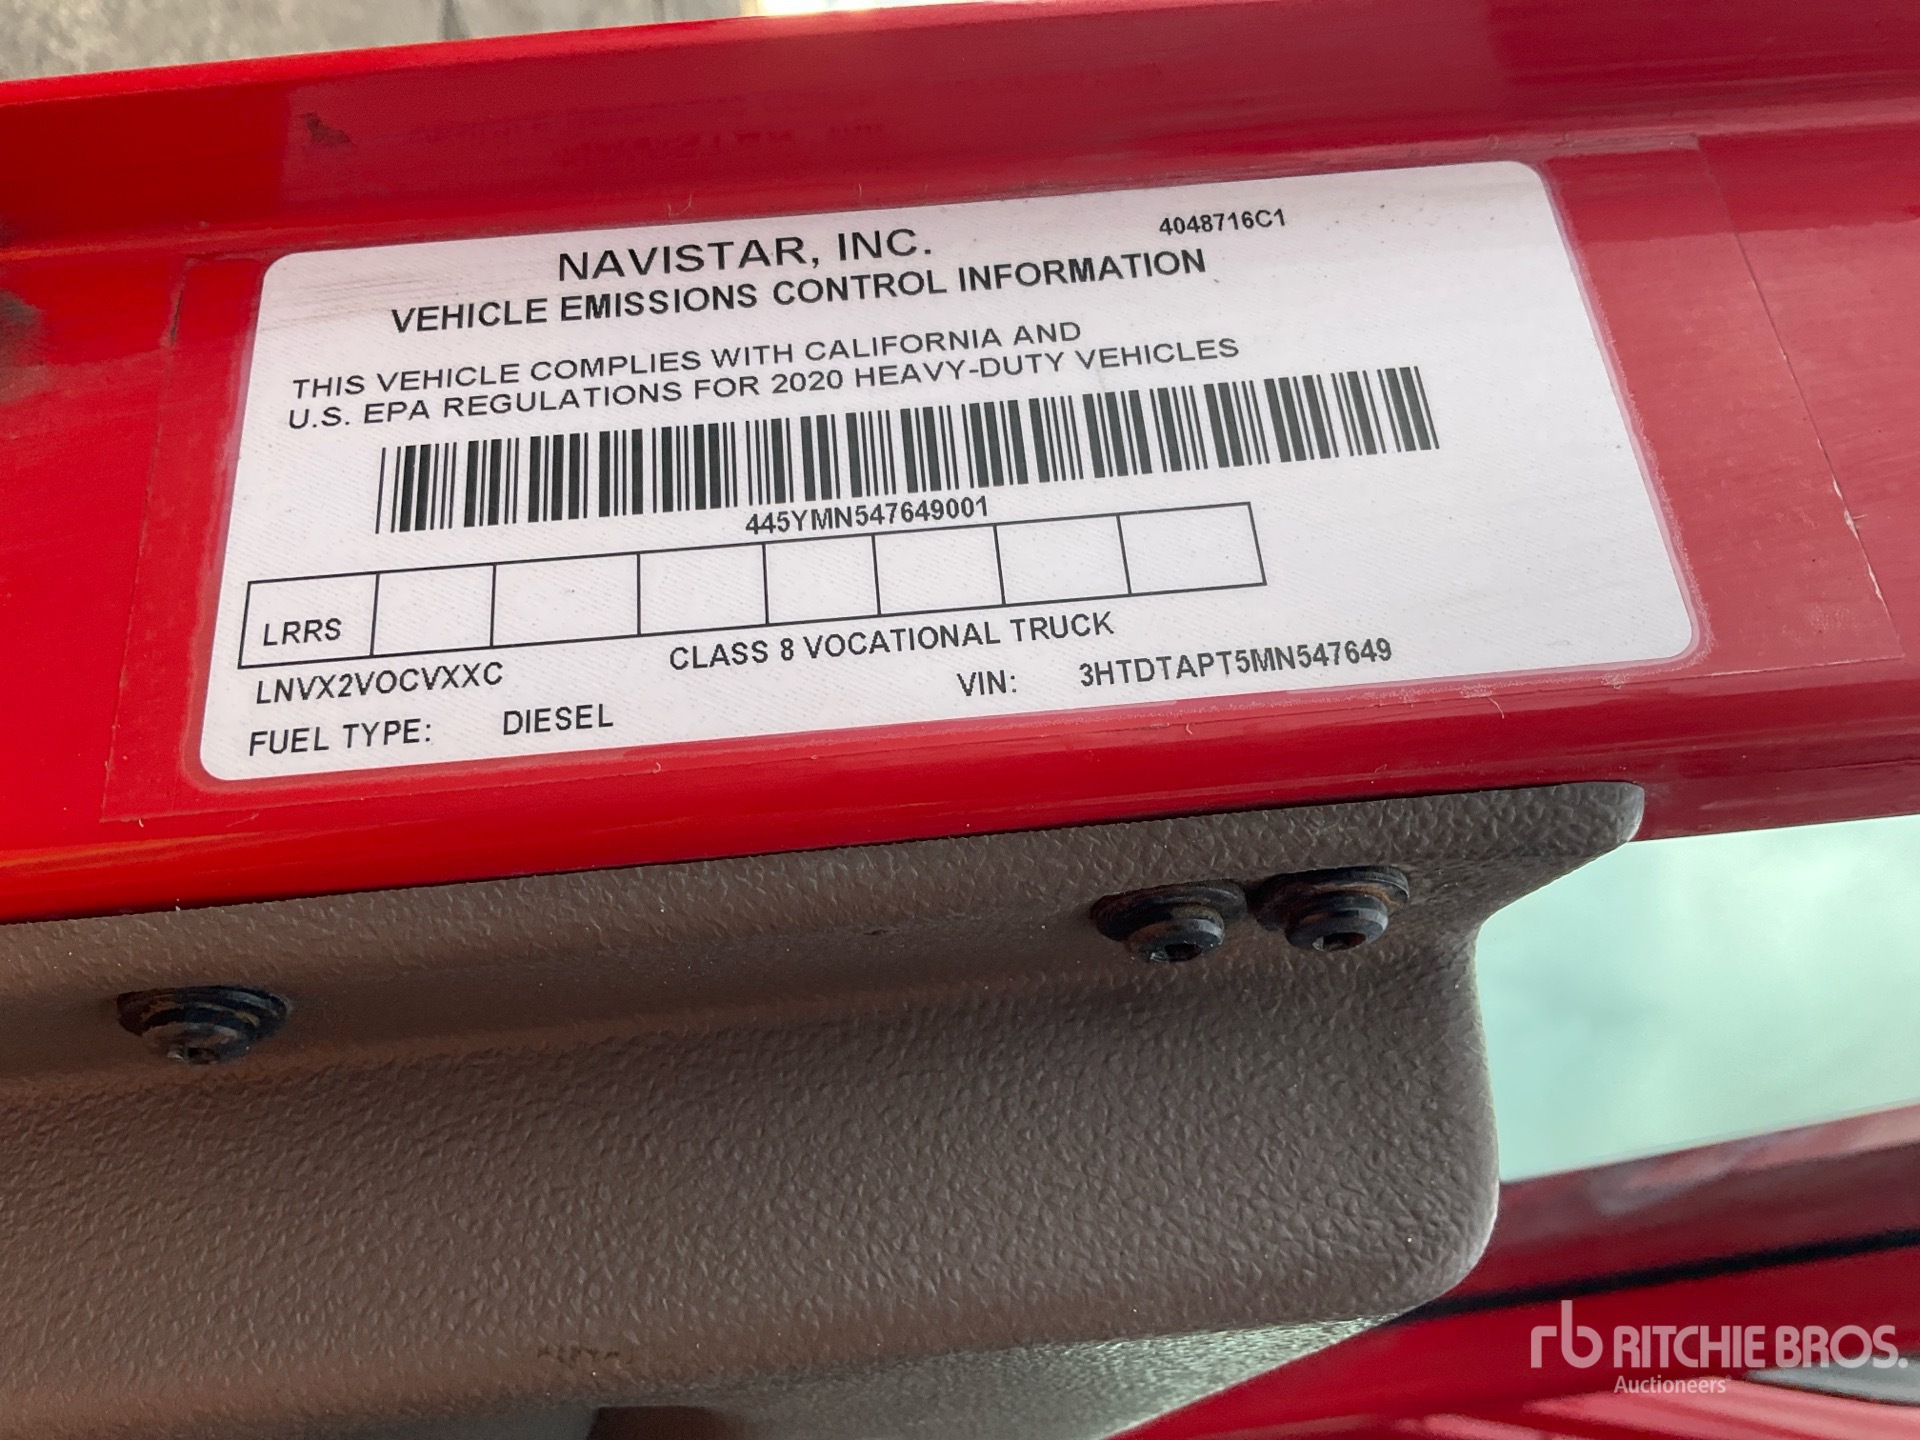 4048716C1
NAVISTAR, INC.
VEHICLE EMISSIONS CONTROL INFORMATION
THIS VEHICLE COMPLIES WITH CALIFORNIA AND
U.S. EPA REGULATIONS FOR 2020 HEAVY-DUTY VEHICLES
445YMN547649001
LRRS
LNVX2VOCVXXC CLASS 8 VOCATIONAL TRUCK
FUEL TYPE: DIESEL VIN: 3HTDTAPT5MN547649
rb RITCHIE BROS.
Auctioneers